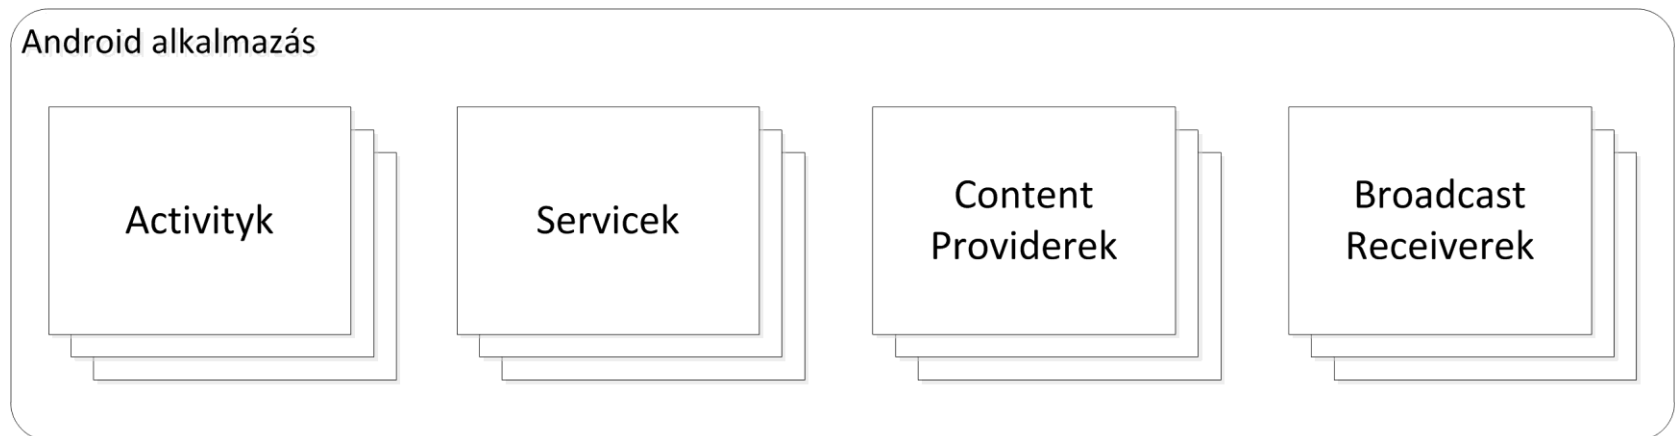 Android alkalmazás
Activityk
Servicek
Content
Providerek
Broadcast
Receiverek